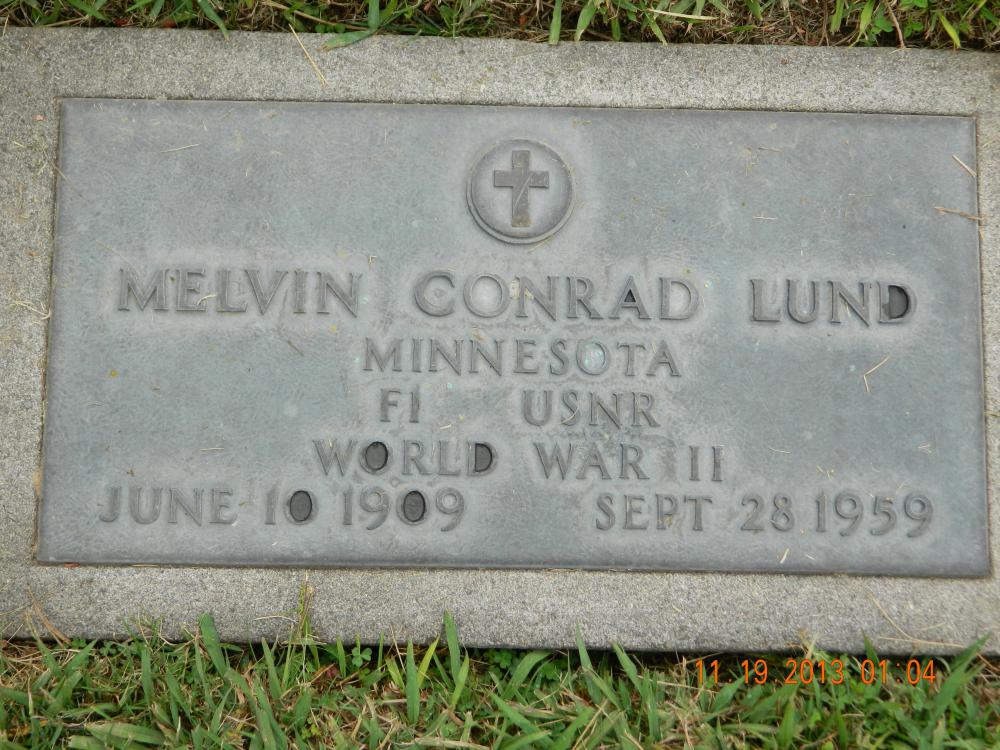 MELVIN CONRAD LUND
MINNESOTA
F1 USNR
WORLD WAR II
JUNE 10 1909 SEPT 28 1959
11.19.2013 01:04